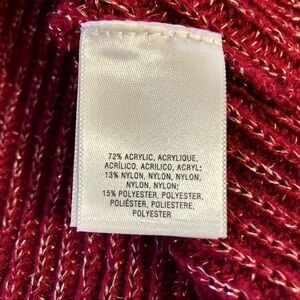 72% ACRYLIC, ACRYLIQUE,
ACRÍLICO, ACRILICO, ACRYL;
13% NYLON, NYLON, NYLON,
NYLON, NYLON;
15% POLYESTER, POLYESTER,
POLIÉSTER, POLIESTERE,
POLYESTER